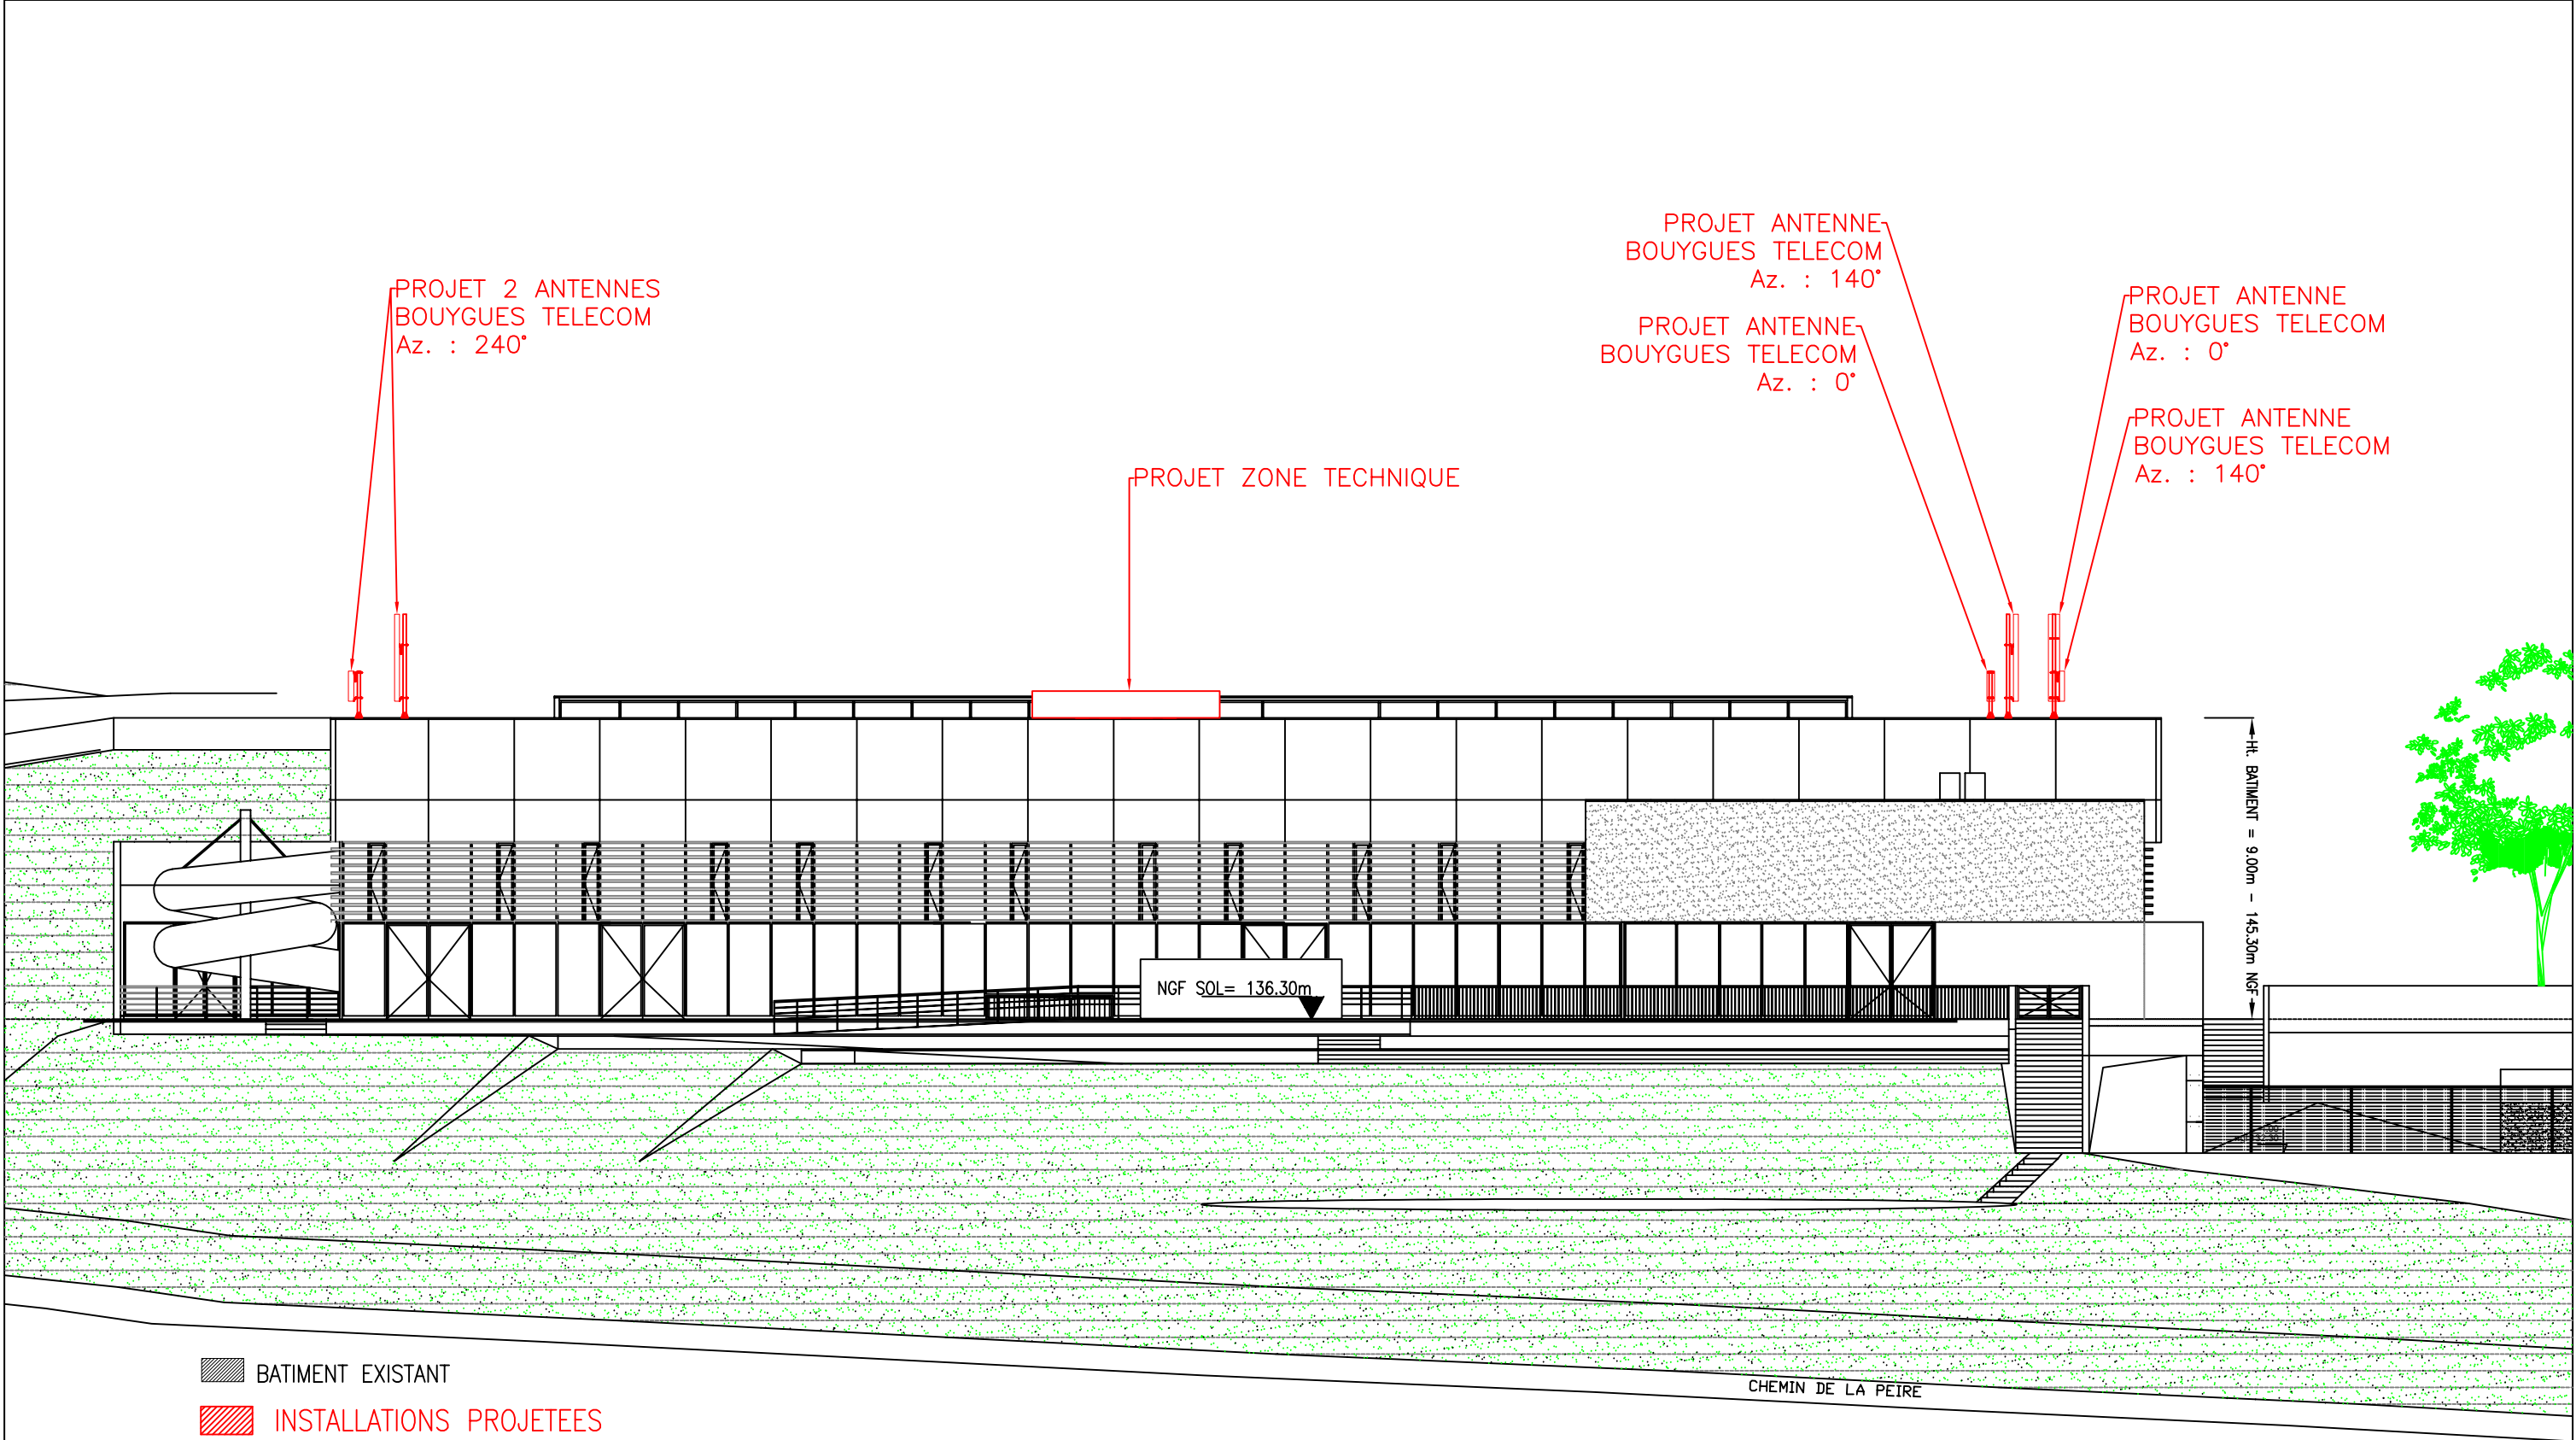 PROJET ANTENNE
BOUYGUES TELECOM
Az. : 140°
PROJET 2 ANTENNES
BOUYGUES TELECOM
Az. : 240°
PROJET ANTENNE
BOUYGUES TELECOM
Az. : 0°
PROJET ANTENNE
BOUYGUES TELECOM
Az. : 0°
PROJET ANTENNE
BOUYGUES TELECOM
Az. : 140°
PROJET ZONE TECHNIQUE
Ht. BATIMENT = 9.00m - 145.30m NGF
NGF SOL= 136.30m
CHEMIN DE LA PEIRE
BATIMENT EXISTANT
INSTALLATIONS PROJETEES